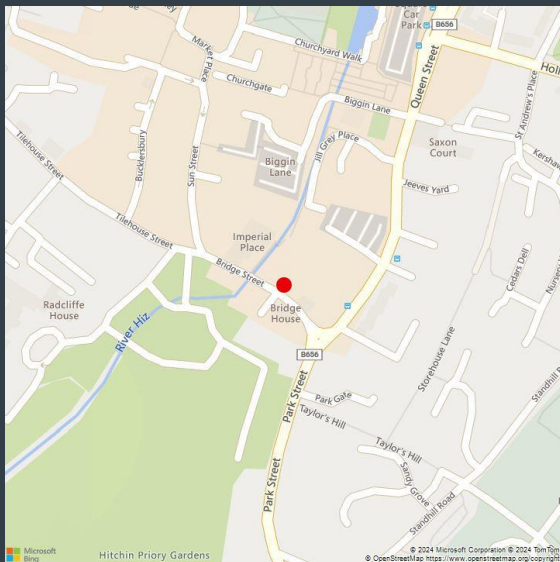 Car
Park
B656
Queen Street
Market Place
Churchyard Walk
Churchgate
Biggin Lane
St Andrew's Place
Saxon
Court
Tilehouse Street
Bucklersbury
Sun Street
Biggin
Lane
Jill Grey Place
Jeeves Yard
Tilehouse Street
Imperial
Place
Bridge Street
Cedars Dell
Radcliffe
House
River Hiz
Bridge
House
B656
Storehouse Lane
Park Street
Park Gate
Taylor's Hill
Taylor's Hill
Sandy Grove
Standhill Road
Park Street
Hitchin Priory Gardens
Microsoft
Bing
© 2024 Microsoft Corporation © 2024 TomTom
© OpenStreetMap https://www.openstreetmap.org/copyright